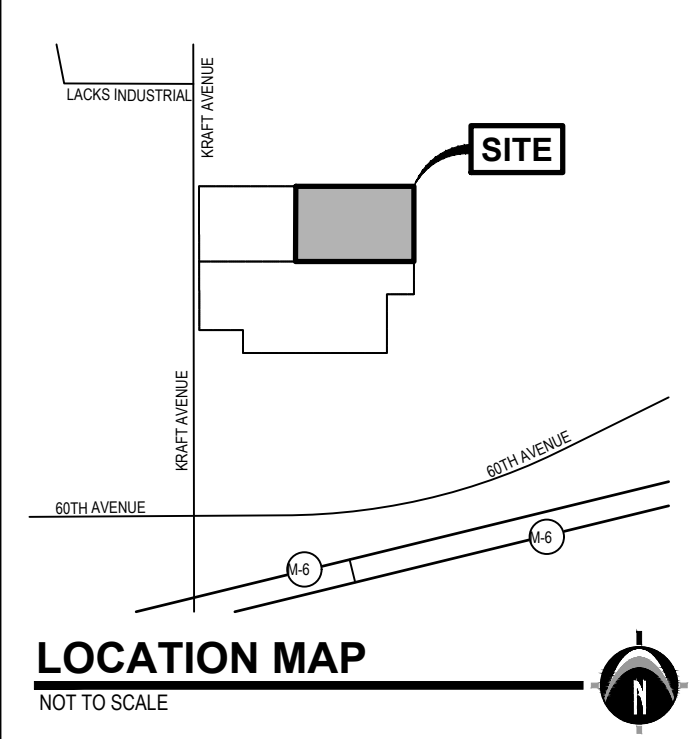 LACKS INDUSTRIAL
KRAFT AVENUE
SITE
KRAFT AVENUE
60TH AVENUE
60TH AVENUE
M-6
M-6
LOCATION MAP
NOT TO SCALE
N